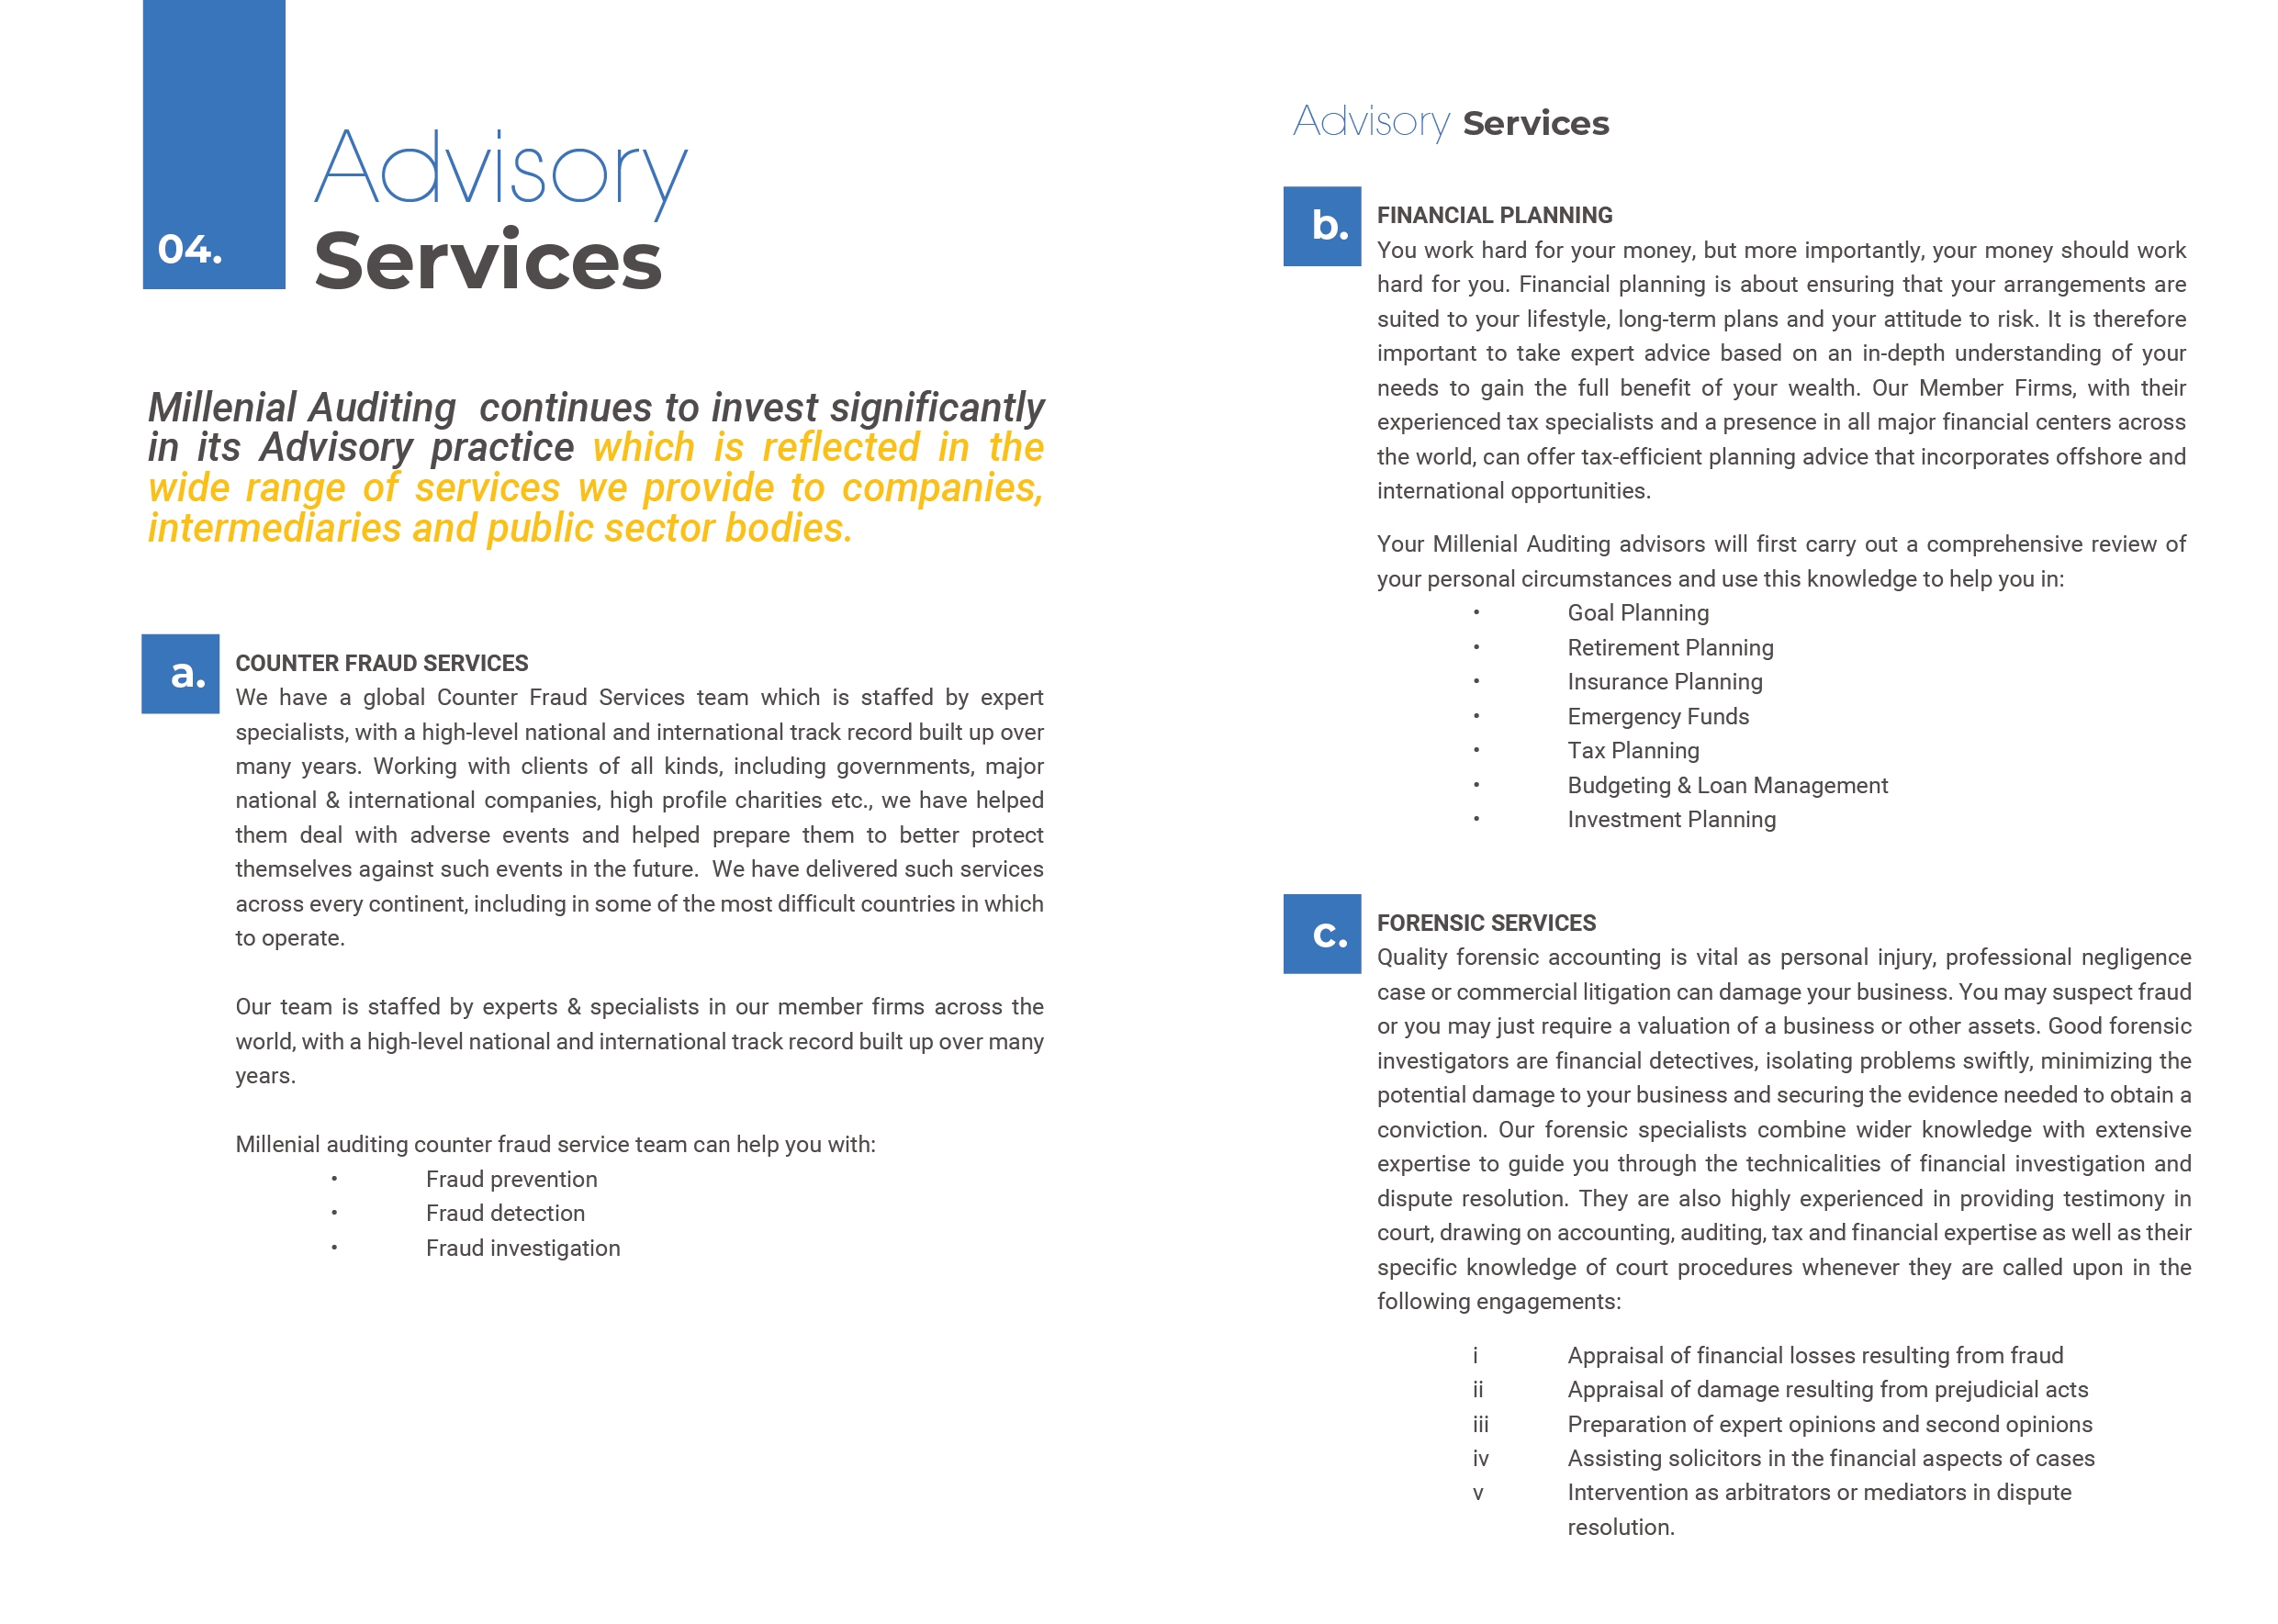 04.
Advisory
Services
Millenial Auditing  continues to invest significantly
in its Advisory practice which is reflected in the
wide range of services we provide to companies,
intermediaries and public sector bodies.
a.
COUNTER FRAUD SERVICES
We have a global Counter Fraud Services team which is staffed by expert
specialists, with a high-level national and international track record built up over
many years. Working with clients of all kinds, including governments, major
national & international companies, high profile charities etc., we have helped
them deal with adverse events and helped prepare them to better protect
themselves against such events in the future.  We have delivered such services
across every continent, including in some of the most difficult countries in which
to operate.
Our team is staffed by experts & specialists in our member firms across the
world, with a high-level national and international track record built up over many
years.
Millenial auditing counter fraud service team can help you with:
• Fraud prevention
• Fraud detection
• Fraud investigation
Advisory Services
b.
FINANCIAL PLANNING
You work hard for your money, but more importantly, your money should work
hard for you. Financial planning is about ensuring that your arrangements are
suited to your lifestyle, long-term plans and your attitude to risk. It is therefore
important to take expert advice based on an in-depth understanding of your
needs to gain the full benefit of your wealth. Our Member Firms, with their
experienced tax specialists and a presence in all major financial centers across
the world, can offer tax-efficient planning advice that incorporates offshore and
international opportunities.
Your Millenial Auditing advisors will first carry out a comprehensive review of
your personal circumstances and use this knowledge to help you in:
• Goal Planning
• Retirement Planning
• Insurance Planning
• Emergency Funds
• Tax Planning
• Budgeting & Loan Management
• Investment Planning
c.
FORENSIC SERVICES
Quality forensic accounting is vital as personal injury, professional negligence
case or commercial litigation can damage your business. You may suspect fraud
or you may just require a valuation of a business or other assets. Good forensic
investigators are financial detectives, isolating problems swiftly, minimizing the
potential damage to your business and securing the evidence needed to obtain a
conviction. Our forensic specialists combine wider knowledge with extensive
expertise to guide you through the technicalities of financial investigation and
dispute resolution. They are also highly experienced in providing testimony in
court, drawing on accounting, auditing, tax and financial expertise as well as their
specific knowledge of court procedures whenever they are called upon in the
following engagements:
i Appraisal of financial losses resulting from fraud
ii Appraisal of damage resulting from prejudicial acts
iii Preparation of expert opinions and second opinions
iv Assisting solicitors in the financial aspects of cases
v Intervention as arbitrators or mediators in dispute
resolution.